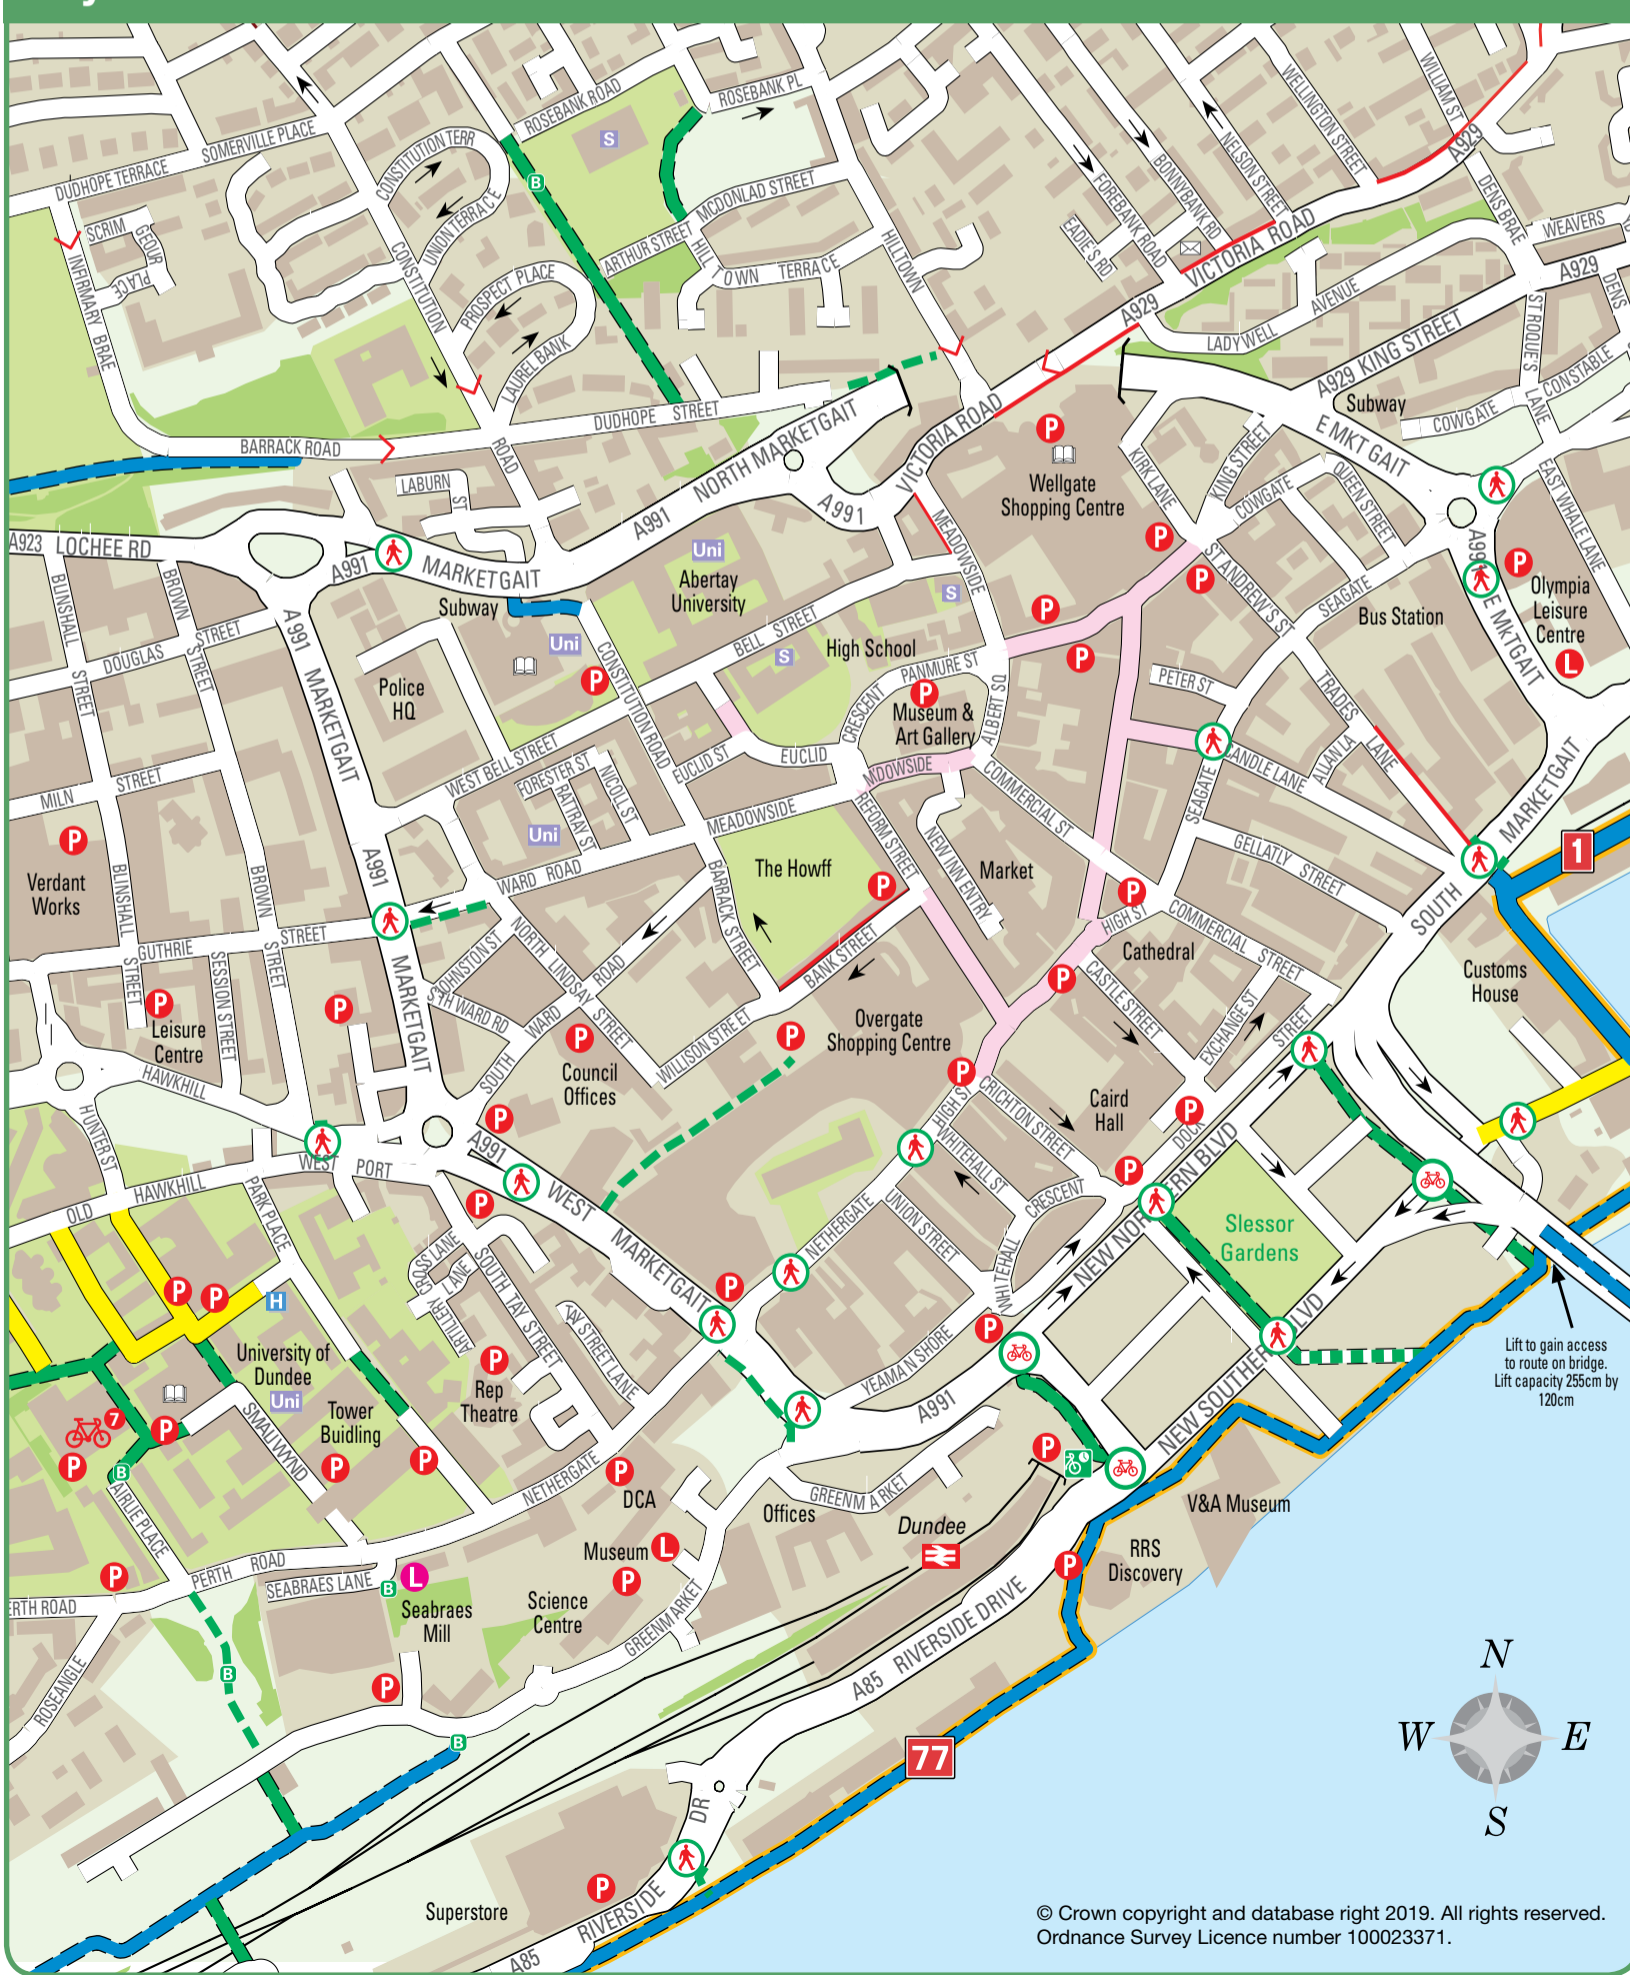 ROSEBANK ROAD
ROSEBANK PL
WELLINGTON STREET
WILLIAM ST
A929
NELSON STREET
BONNYBANK RD
FOREBANK ROAD
EADIE'S RD
VICTORIA ROAD
DENS BRAE
WEAVERS
A929
DENS
SOMERVILLE PLACE
DUDHOPE TERRACE
CONSTITUTION TERR
UNION TERRACE
S
B
MCDONLAD STREET
ARTHUR STREET
HILLTOWN TERRACE
HILLTOWN
SCRIM
GEOUR
PLACE
INFIRMARY BRAE
CONSTITUTION
ROAD
PROSPECT PLACE
LAUREL BANK
A929
LADYWELL AVENUE
ST ROQUE'S LANE
A929 KING STREET
Subway
CONSTABLE
COWGATE
BARRACK ROAD
DUDHOPE STREET
NORTH MARKETGAIT
VICTORIA ROAD
P
Wellgate
Shopping Centre
KIRK LANE
KING STREET
COWGATE
QUEEN STREET
E MKT GAIT
EAST WHALE LANE
LABURN ST
A923 LOCHEE RD
A991
MARKETGAIT
A991
A991
Subway
Uni
Abertay
University
MEADOWSIDE
S
P
P
P
ST ANDREW'S ST
SEAGATE
Bus Station
A991
E MKTGAIT
P
Olympia
Leisure
Centre
L
BLINSHALL
STREET
BROWN
STREET
DOUGLAS STREET
A991
MARKETGAIT
Police
HQ
Uni
P
CONSTITUTION ROAD
BELL STREET
S
High School
PANMURE ST
CRESCENT
P
Museum &
Art Gallery
ALBERT SQ
P
PETER ST
TRADES
LANE
WEST BELL STREET
FORESTER ST
RATTRAY ST
NICOLL ST
EUCLID ST
EUCLID
M'DOWSIDE
COMMERCIAL ST
CANDLE LANE
ALLAN LA
MARKETGAIT
MILN STREET
P
Verdant
Works
BLINSHALL
STREET
BROWN
STREET
A991
Uni
WARD ROAD
MEADOWSIDE
The Howff
P
REFORM STREET
NEW INN ENTRY
Market
SEAGATE
GELLATLY STREET
1
SOUTH
GUTHRIE STREET
SESSION STREET
MARKETGAIT
JOHNSTON ST
STH WARD RD
NORTH LINDSAY
STREET
SOUTH WARD ROAD
BARRACK STREET
BANK STREET
WILLISON STREET
P
HIGH ST
Cathedral
COMMERCIAL STREET
Customs
House
P
Leisure
Centre
P
P
Council
Offices
P
Overgate
Shopping Centre
P
CASTLE STREET
EXCHANGE ST
HAWKHILL
HUNTER ST
P
P
HIGH ST
CRICHTON STREET
Caird
Hall
P
DOCK
STREET
OLD HAWKHILL
WEST PORT
PARK PLACE
A991
WEST
MARKETGAIT
P
WHITEHALL ST
CRESCENT
P
UNION STREET
NETHERGATE
WHITEHALL
NEW NORTHERN BLVD
Slessor
Gardens
P
P
H
CROSS LANE
ARTILLERY LANE
SOUTH TAY STREET
TAY STREET LANE
P
P
YEAMAN SHORE
A991
NEW SOUTHERN BLVD
Lift to gain access
to route on bridge.
Lift capacity 255cm by
120cm
University of
Dundee
Uni
Tower
Buidling
P
Rep
Theatre
7
P
P
B
SMALLWYND
P
P
AIRLIE PLACE
NETHERGATE
P
DCA
Offices
GREENMARKET
P
V&A Museum
Dundee
RRS
Discovery
P
P
PERTH ROAD
ERTH ROAD
SEABRAES LANE
B
L
Seabraes
Mill
Museum
L
P
Science
Centre
GREENMARKET
ROSEANGLE
B
P
B
A85 RIVERSIDE DRIVE
77
N
W
E
S
DR
P
Superstore
A85 RIVERSIDE
© Crown copyright and database right 2019. All rights reserved.
Ordnance Survey Licence number 100023371.